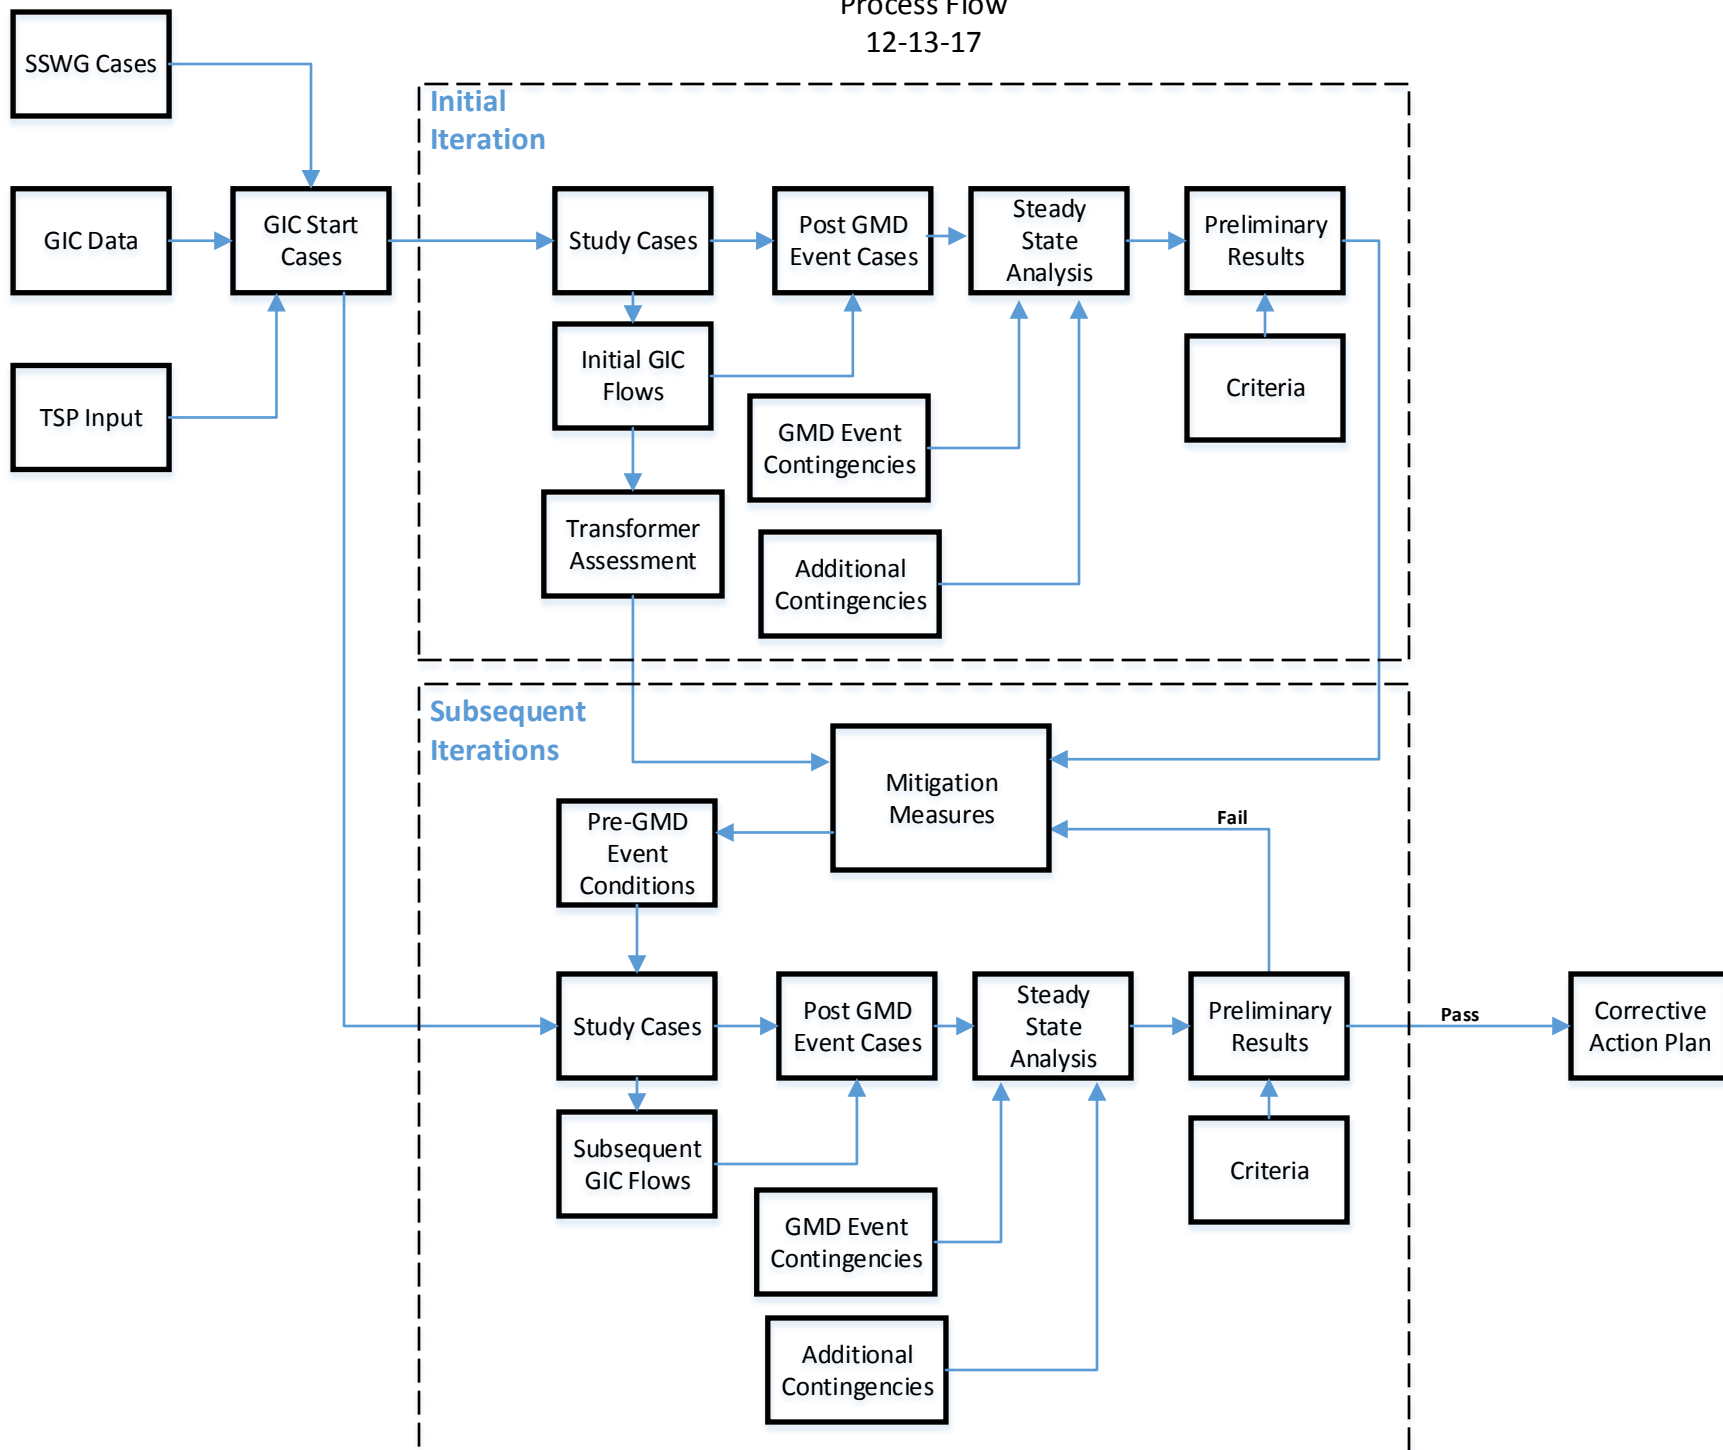 Process Flow
12-13-17
SSWG Cases
GIC Data
TSP Input
GIC Start
Cases
Initial
Iteration
Study Cases
Post GMD
Event Cases
Steady
State
Analysis
Preliminary
Results
Initial GIC
Flows
Criteria
GMD Event
Contingencies
Transformer
Assessment
Additional
Contingencies
Subsequent
Iterations
Mitigation
Measures
Pre-GMD
Event
Conditions
Fail
Study Cases
Post GMD
Event Cases
Steady
State
Analysis
Preliminary
Results
Pass
Corrective
Action Plan
Subsequent
GIC Flows
Criteria
GMD Event
Contingencies
Additional
Contingencies